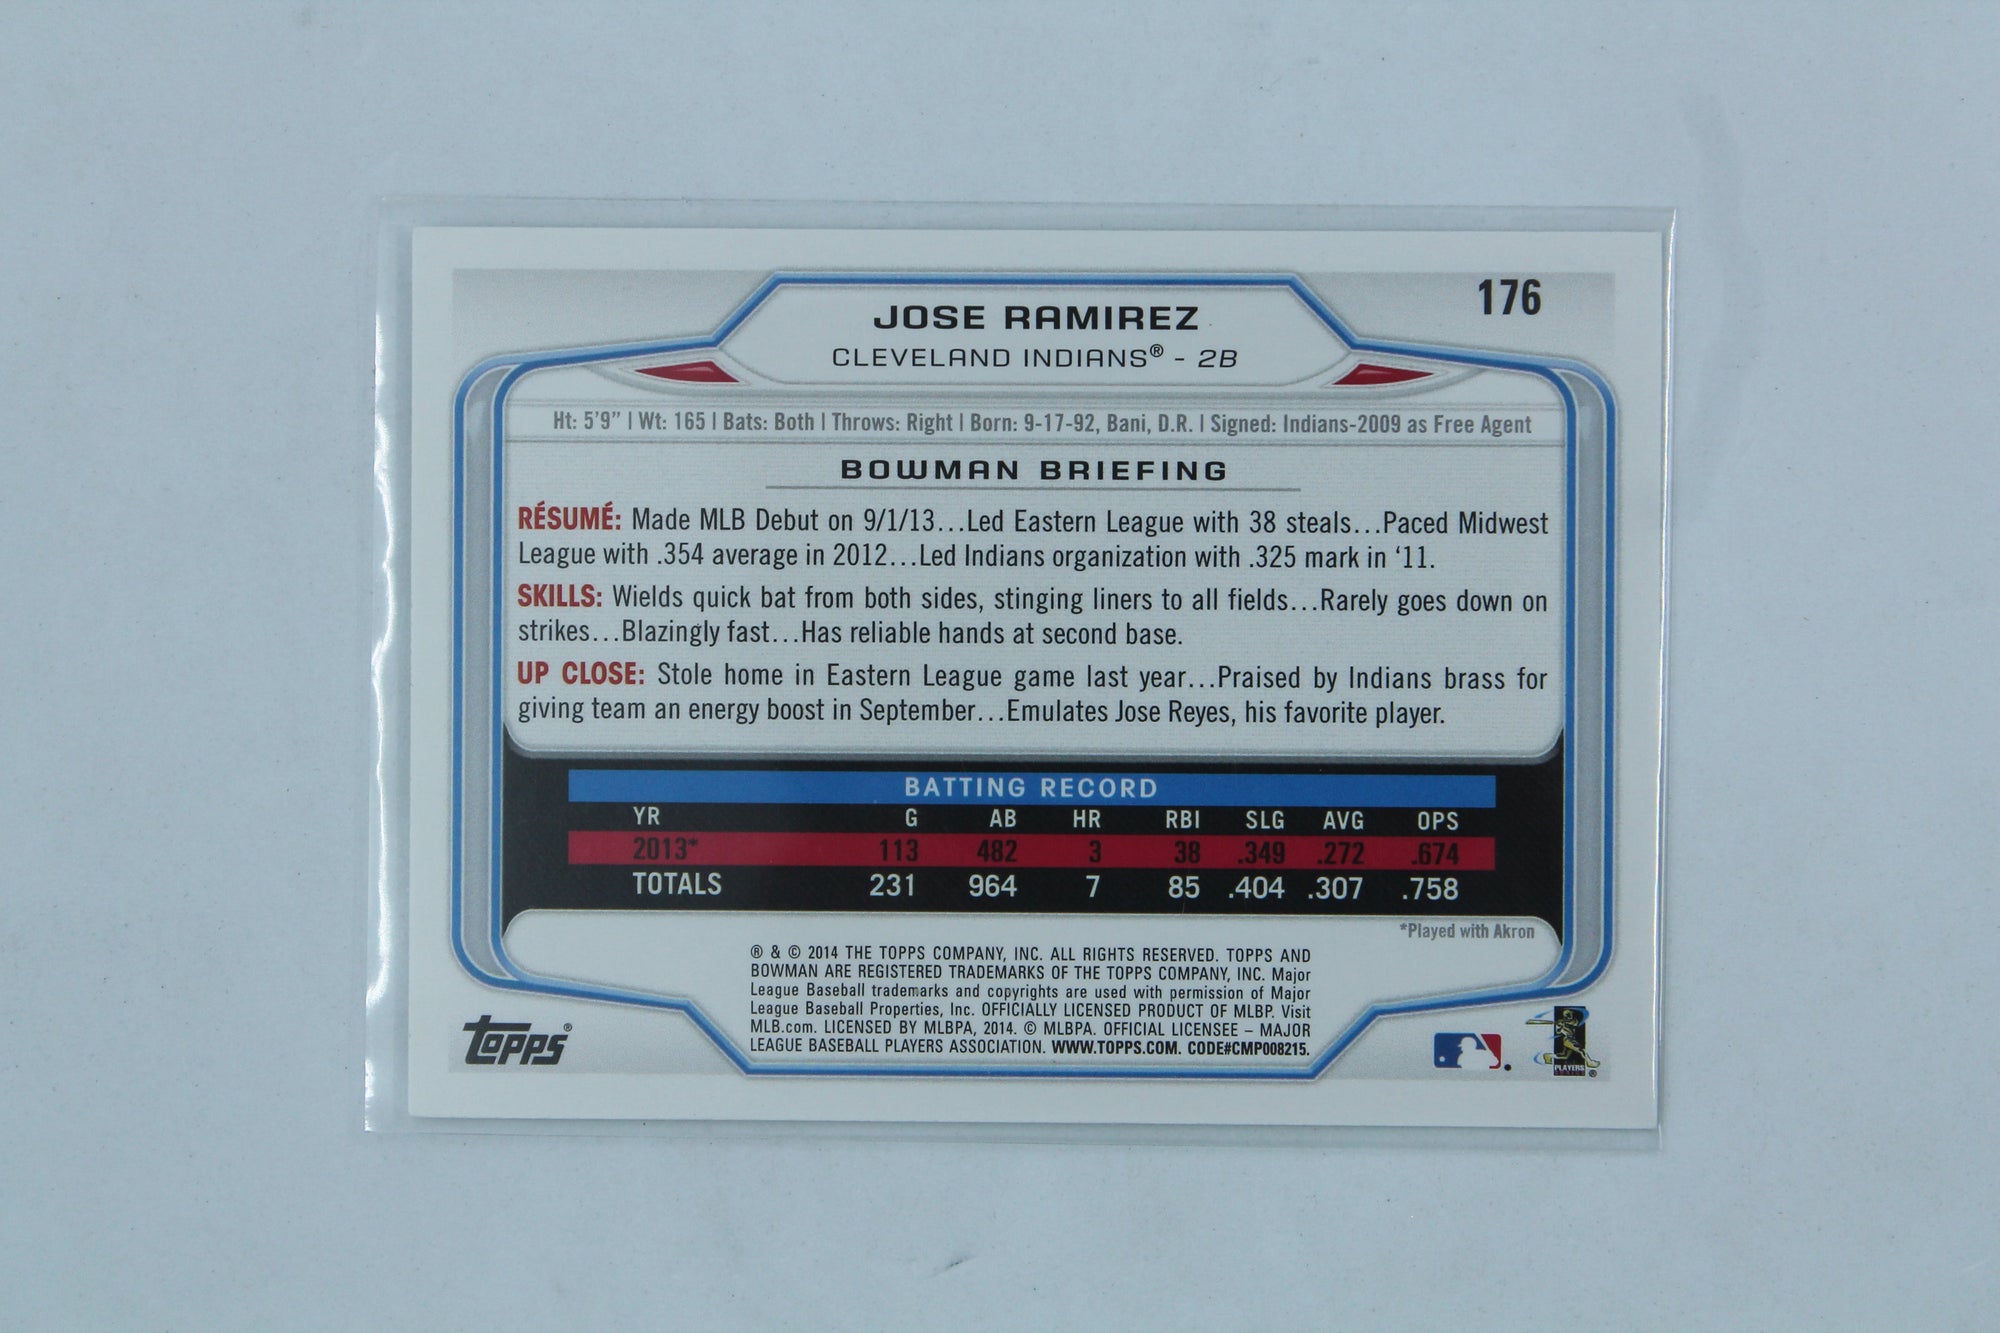 176
JOSE RAMIREZ
CLEVELAND INDIANS® - 2B
Ht: 5'9" | Wt: 165 | Bats: Both | Throws: Right | Born: 9-17-92, Bani, D.R. | Signed: Indians-2009 as Free Agent
BOWMAN BRIEFING
RÉSUMÉ: Made MLB Debut on 9/1/13...Led Eastern League with 38 steals...Paced Midwest
League with .354 average in 2012...Led Indians organization with .325 mark in '11.
SKILLS: Wields quick bat from both sides, stinging liners to all fields...Rarely goes down on
strikes...Blazingly fast...Has reliable hands at second base.
UP CLOSE: Stole home in Eastern League game last year...Praised by Indians brass for
giving team an energy boost in September...Emulates Jose Reyes, his favorite player.
BATTING RECORD
YR G AB HR RBI SLG AVG OPS
2013* 113 482 3 38 .349 .272 .674
TOTALS 231 964 7 85 .404 .307 .758
*Played with Akron
® & © 2014 THE TOPPS COMPANY, INC. ALL RIGHTS RESERVED. TOPPS AND
BOWMAN ARE REGISTERED TRADEMARKS OF THE TOPPS COMPANY, INC. Major
League Baseball trademarks and copyrights are used with permission of Major
League Baseball Properties, Inc. OFFICIALLY LICENSED PRODUCT OF MLBP. Visit
MLB.com. LICENSED BY MLBPA, 2014. © MLBPA. OFFICIAL LICENSEE – MAJOR
LEAGUE BASEBALL PLAYERS ASSOCIATION. WWW.TOPPS.COM. CODE#CMP008215.
Topps®
PLAYERS
®